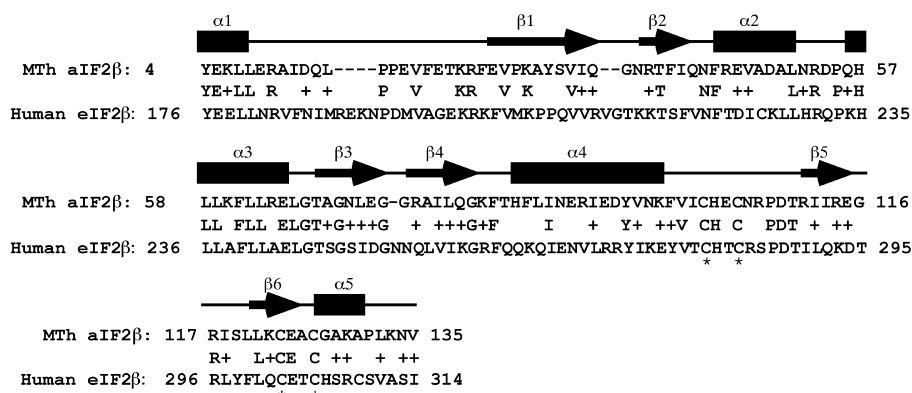 α1 β1 β2 α2
MTh aIF2β: 4 YEKLLERAIDQL----PPEVFETKRFEVPKAYSVIQ--GNRTFIQNFREVADALNRDPQH 57
YE+LL R + + P V KR V K V++ +T NF ++ L+R P+H
Human eIF2β: 176 YEELLNRVFNIMREKNPDMVAGEKRKFVMKPPQVVRVGTKKTSFVNFTDICKLLHRQPKH 235
α3 β3 β4 α4 β5
MTh aIF2β: 58 LLKFLLRELGTAGNLEG-GRAILQGKFTHFLINERIEDYVNKFVICHECNRPDTRIIREG 116
LL FLL ELGT+G+++G + +++G+F I + Y+ ++V CH C PDT + ++
Human eIF2β: 236 LLAFLLAELGTSGSIDGNNQLVIKGRFQQKQIENVLRRYIKEYVTCHTCRSPDTILQKDT 295
* *
β6 α5
MTh aIF2β: 117 RISLLKCEACGAKAPLKNV 135
R+ L+CE C ++ + ++
Human eIF2β: 296 RLYFLQCETCHSRCSVASI 314